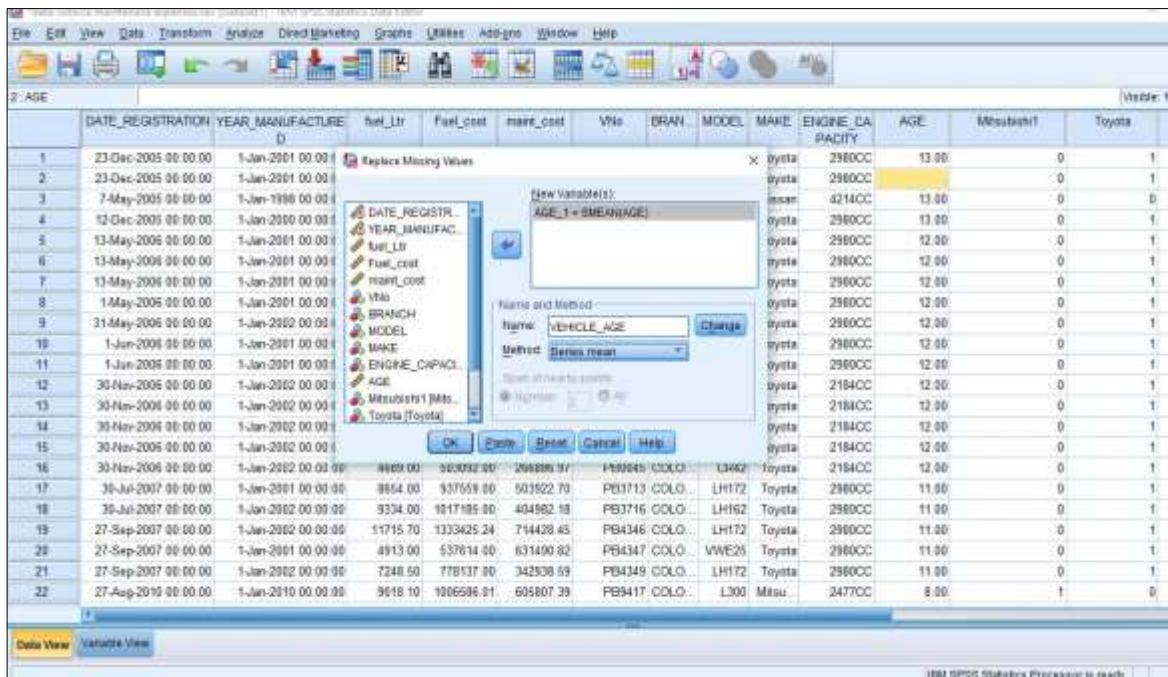 File Edit View Data Transform Analyze Direct Marketing Graphs Utilities Add-ons Window Help
2 : AGE
DATE_REGISTRATION YEAR_MANUFACTURED fuel_Ltr Fuel_cost maint_cost VNo BRAN... MODEL MAKE ENGINE_CAPACITY AGE Mitsubishi1 Toyota
1 23-Dec-2005 00:00:00 1-Jan-2001 00:00 oyota 2980CC 13.00 0 1
2 23-Dec-2005 00:00:00 1-Jan-2001 00:00 oyota 2980CC 0 1
3 7-May-2005 00:00:00 1-Jan-1998 00:00 issan 4214CC 13.00 0 0
4 12-Dec-2005 00:00:00 1-Jan-2000 00:00 oyota 2980CC 13.00 0 1
5 13-May-2006 00:00:00 1-Jan-2001 00:00 oyota 2980CC 12.00 0 1
6 13-May-2006 00:00:00 1-Jan-2001 00:00 oyota 2980CC 12.00 0 1
7 13-May-2006 00:00:00 1-Jan-2001 00:00 oyota 2980CC 12.00 0 1
8 1-May-2006 00:00:00 1-Jan-2001 00:00 oyota 2980CC 12.00 0 1
9 31-May-2006 00:00:00 1-Jan-2002 00:00 oyota 2980CC 12.00 0 1
10 1-Jun-2006 00:00:00 1-Jan-2002 00:00 oyota 2980CC 12.00 0 1
11 1-Jun-2006 00:00:00 1-Jan-2002 00:00 oyota 2980CC 12.00 0 1
12 30-Nov-2006 00:00:00 1-Jan-2002 00:00 oyota 2184CC 12.00 0 1
13 30-Nov-2006 00:00:00 1-Jan-2002 00:00 oyota 2184CC 12.00 0 1
14 30-Nov-2006 00:00:00 1-Jan-2002 00:00 oyota 2184CC 12.00 0 1
15 30-Nov-2006 00:00:00 1-Jan-2002 00:00 oyota 2184CC 12.00 0 1
16 30-Nov-2006 00:00:00 1-Jan-2002 00:00:00 Toyota 2184CC 12.00 0 1
17 30-Jul-2007 00:00:00 1-Jan-2001 00:00:00 8654.00 937659.00 503922.70 PB3713 COLO... LH172 Toyota 2980CC 11.00 0 1
18 30-Jul-2007 00:00:00 1-Jan-2001 00:00:00 9334.00 1017185.00 404982.18 PB3716 COLO... LH162 Toyota 2980CC 11.00 0 1
19 27-Sep-2007 00:00:00 1-Jan-2001 00:00:00 11715.70 1333425.24 714428.45 PB4346 COLO... LH172 Toyota 2980CC 11.00 0 1
20 27-Sep-2007 00:00:00 1-Jan-2001 00:00:00 4913.00 537614.00 831490.82 PB4347 COLO... VWE25 Toyota 2980CC 11.00 0 1
21 27-Sep-2007 00:00:00 1-Jan-2002 00:00:00 7248.50 778137.00 342938.59 PB4349 COLO... LH172 Toyota 2980CC 11.00 0 1
22 27-Aug-2010 00:00:00 1-Jan-2010 00:00:00 9018.10 1006586.01 605807.39 PB9417 COLO... L300 Mitsu... 2477CC 8.00 1 0
Replace Missing Values
DATE_REGISTR...
YEAR_MANUFAC...
fuel_Ltr
Fuel_cost
maint_cost
VNo
BRANCH
MODEL
MAKE
ENGINE_CAPACI...
AGE
Mitsubishi1 [Mits...
Toyota [Toyota]
New Variable(s):
AGE_1 = SMEAN(AGE)
Name and Method
Name: VEHICLE_AGE Change
Method: Series mean
Span of nearby points:
Number: All
OK Paste Reset Cancel Help
Data View Variable View
IBM SPSS Statistics Processor is ready